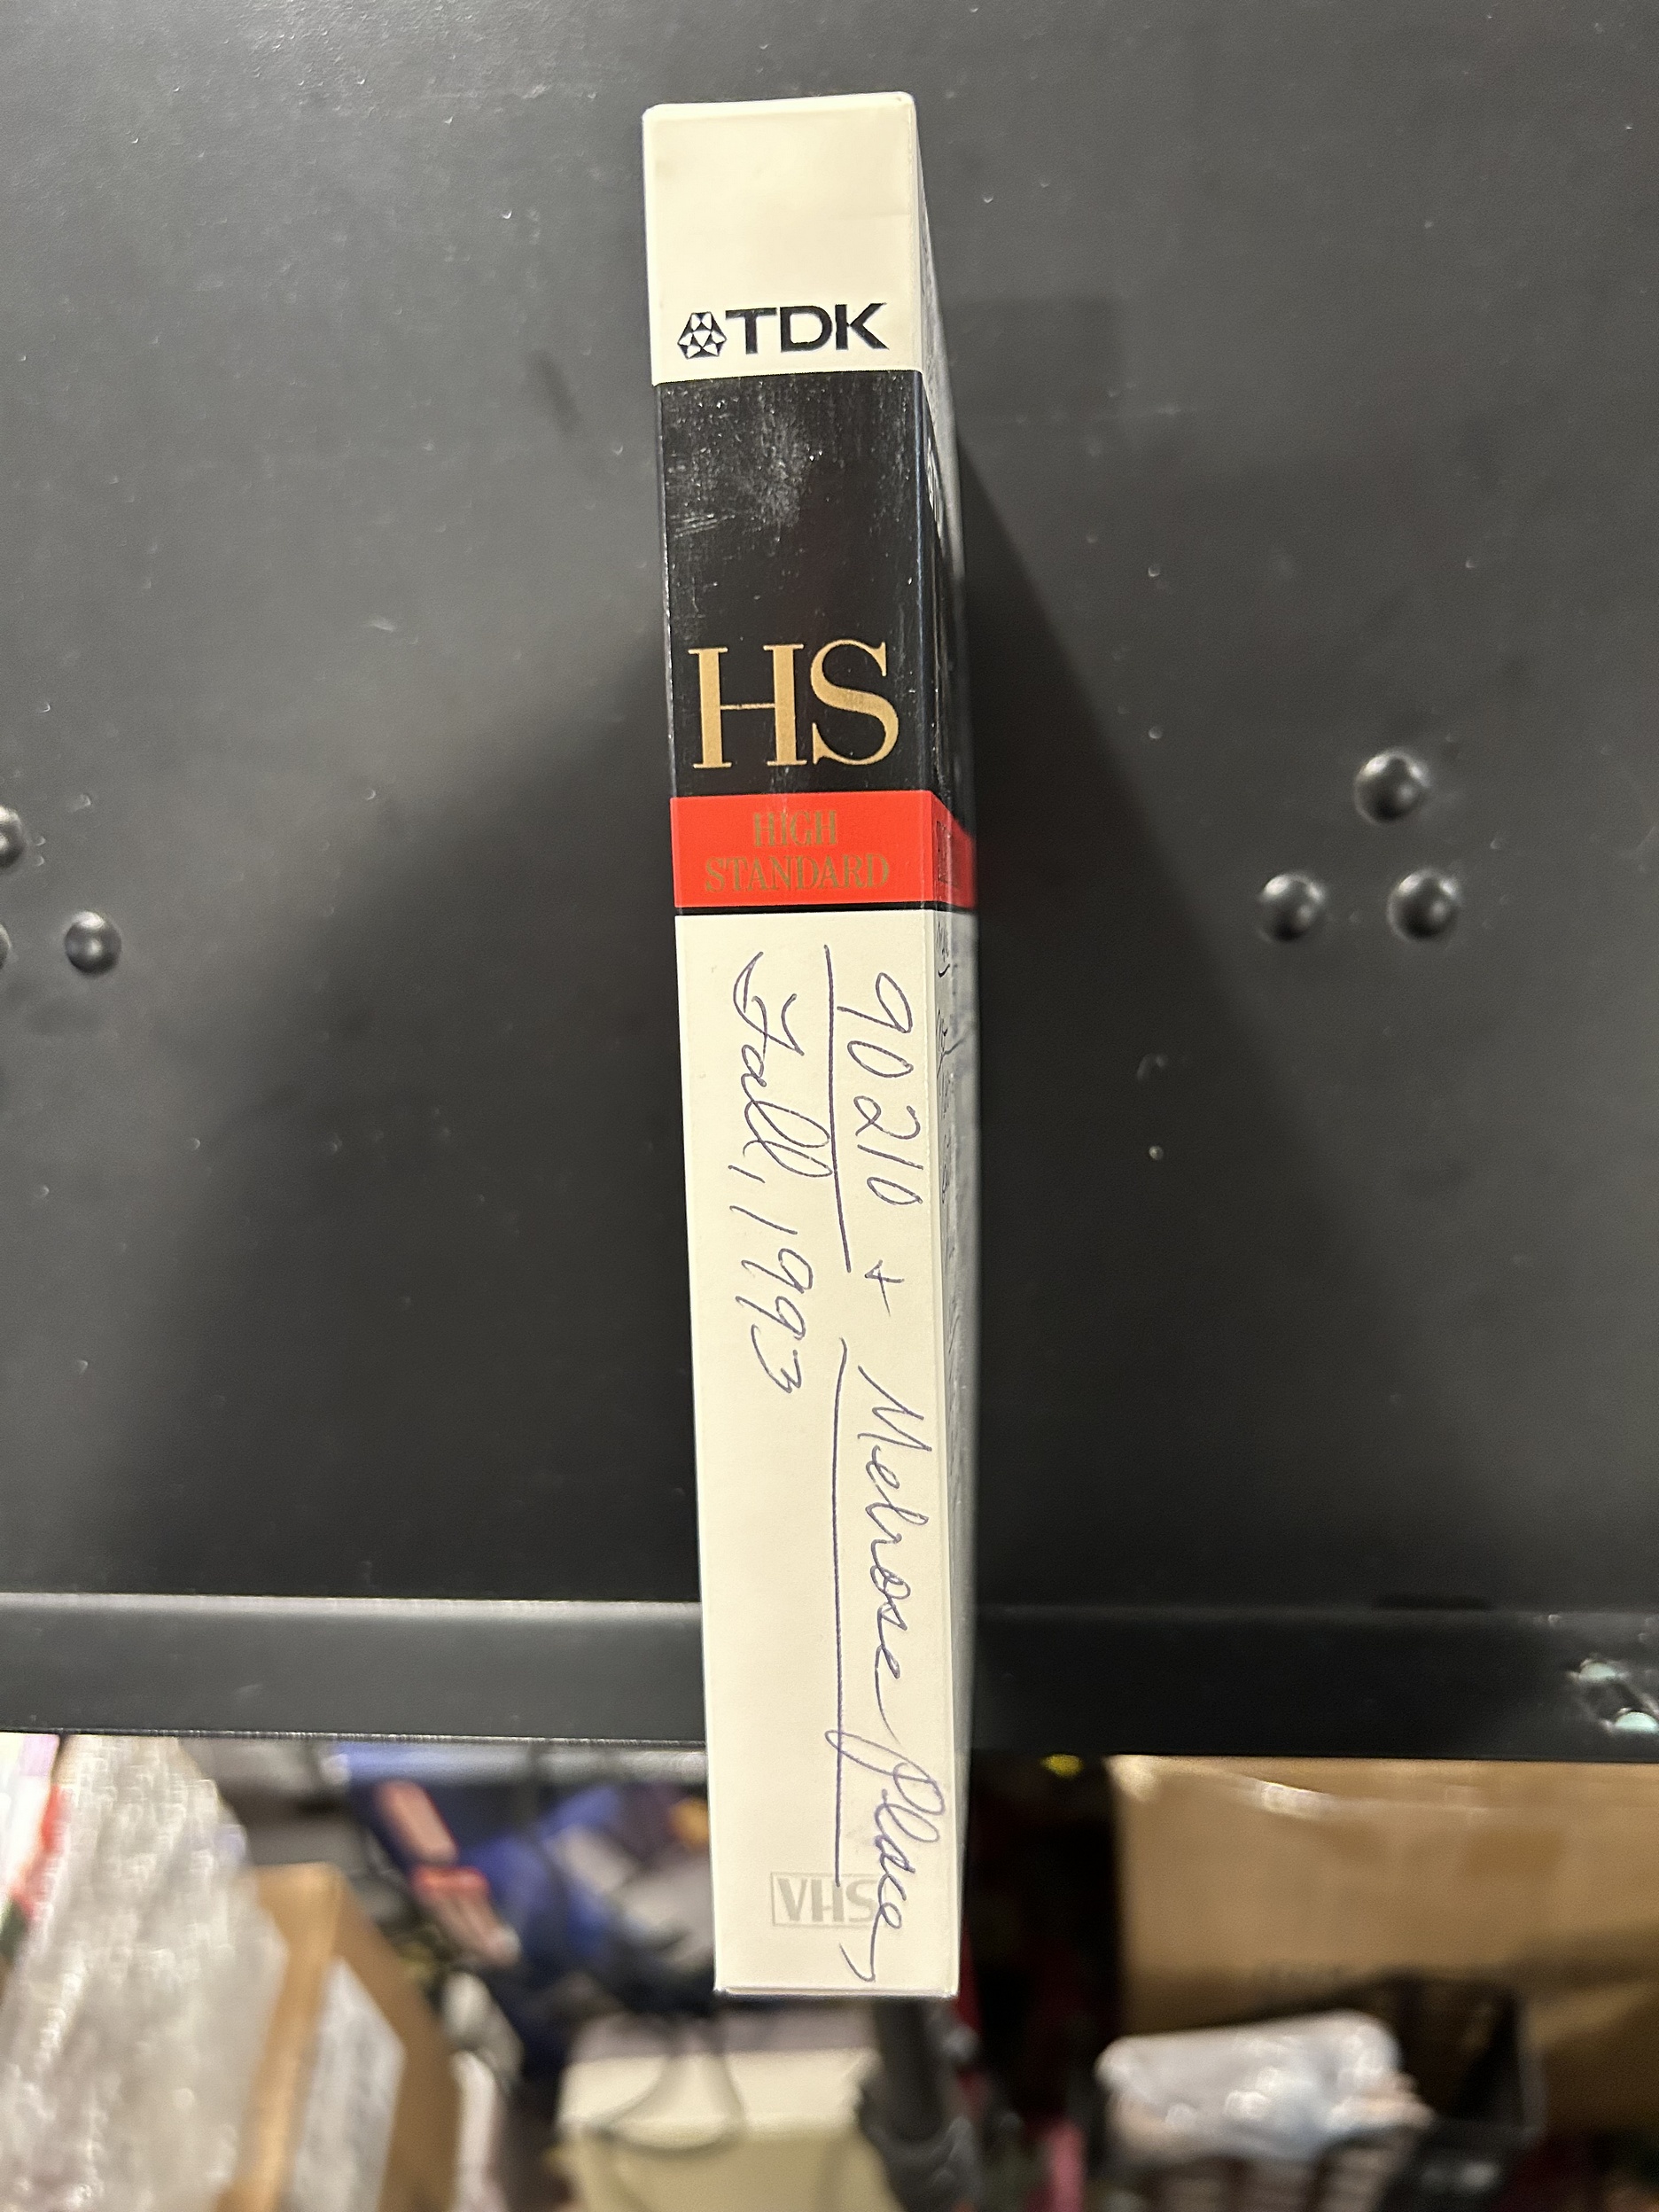 TDK
HS
HIGH
STANDARD
90210 + Melrose Place,
Fall, 1993
VHS